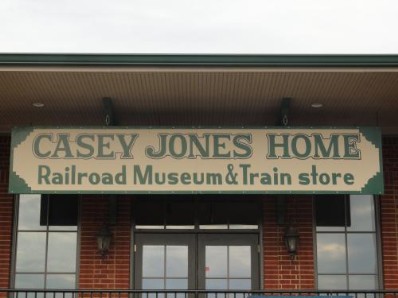 CASEY JONES HOME
Railroad Museum & Train store